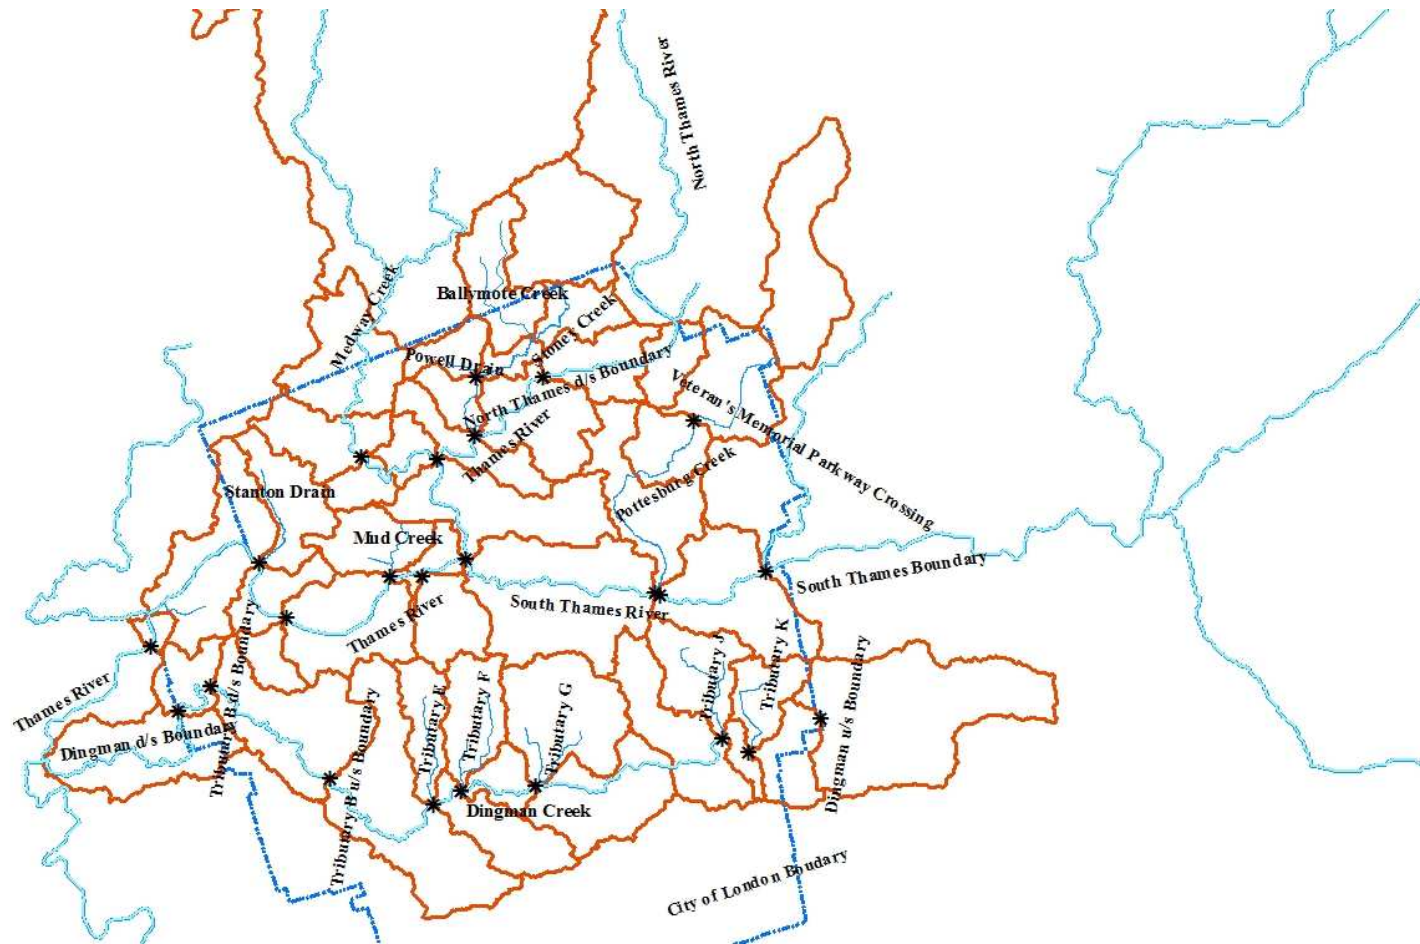 North Thames River
Ballymote Creek
Medway Creek
Stoney Creek
Powell Drain
North Thames d/s Boundary
Veteran's Memorial Parkway Crossing
Thames River
Pottesburg Creek
Stanton Drain
Mud Creek
South Thames Boundary
South Thames River
Thames River
Tributary J
Tributary K
Dingman u/s Boundary
Tributary B d/s Boundary
Thames River
Dingman d/s Boundary
Tributary B u/s Boundary
Tributary E
Tributary F
Tributary G
Dingman Creek
City of London Boudary